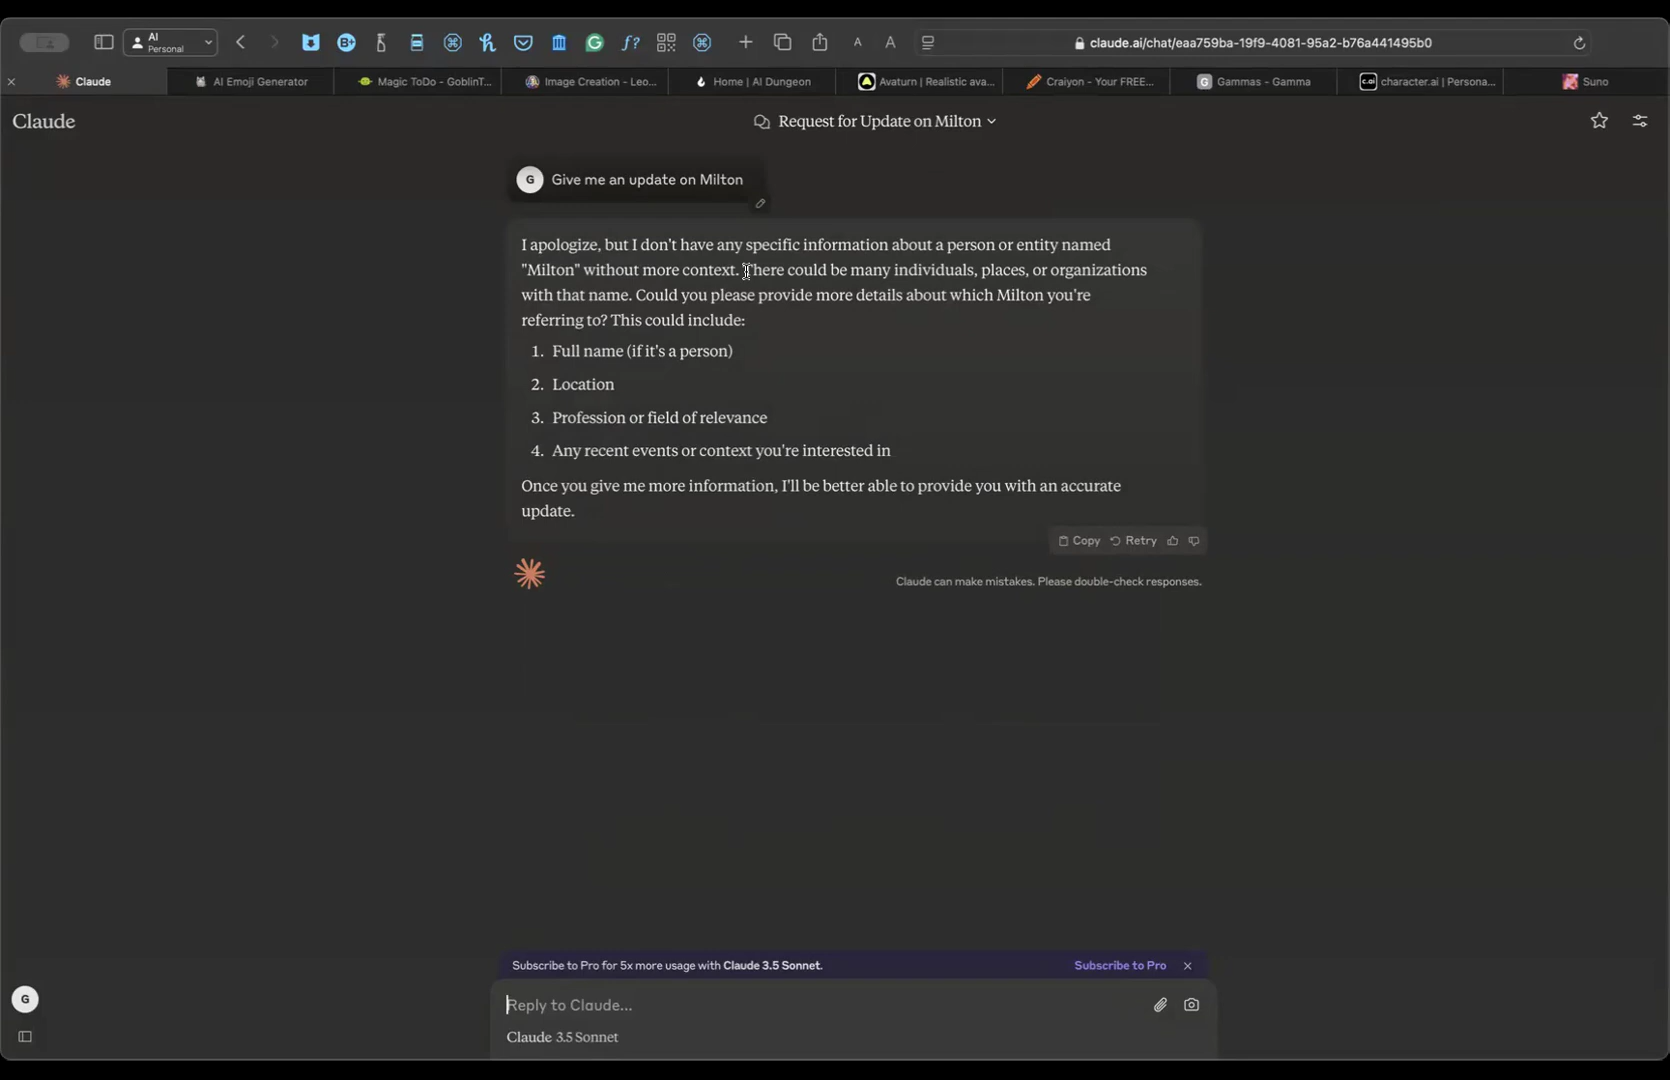 AI
Personal
claude.ai/chat/eaa759ba-19f9-4081-95a2-b76a441495b0
Claude
AI Emoji Generator
Magic ToDo - GoblinT...
Image Creation - Leo...
Home | AI Dungeon
Avaturn | Realistic ava...
Craiyon - Your FREE...
Gammas - Gamma
character.ai | Persona...
Suno
Claude
Request for Update on Milton
G
Give me an update on Milton
I apologize, but I don't have any specific information about a person or entity named
"Milton" without more context. There could be many individuals, places, or organizations
with that name. Could you please provide more details about which Milton you're
referring to? This could include:
1. Full name (if it's a person)
2. Location
3. Profession or field of relevance
4. Any recent events or context you're interested in
Once you give me more information, I'll be better able to provide you with an accurate
update.
Copy Retry
Claude can make mistakes. Please double-check responses.
Subscribe to Pro for 5x more usage with Claude 3.5 Sonnet.
Subscribe to Pro
G
Reply to Claude...
Claude 3.5 Sonnet